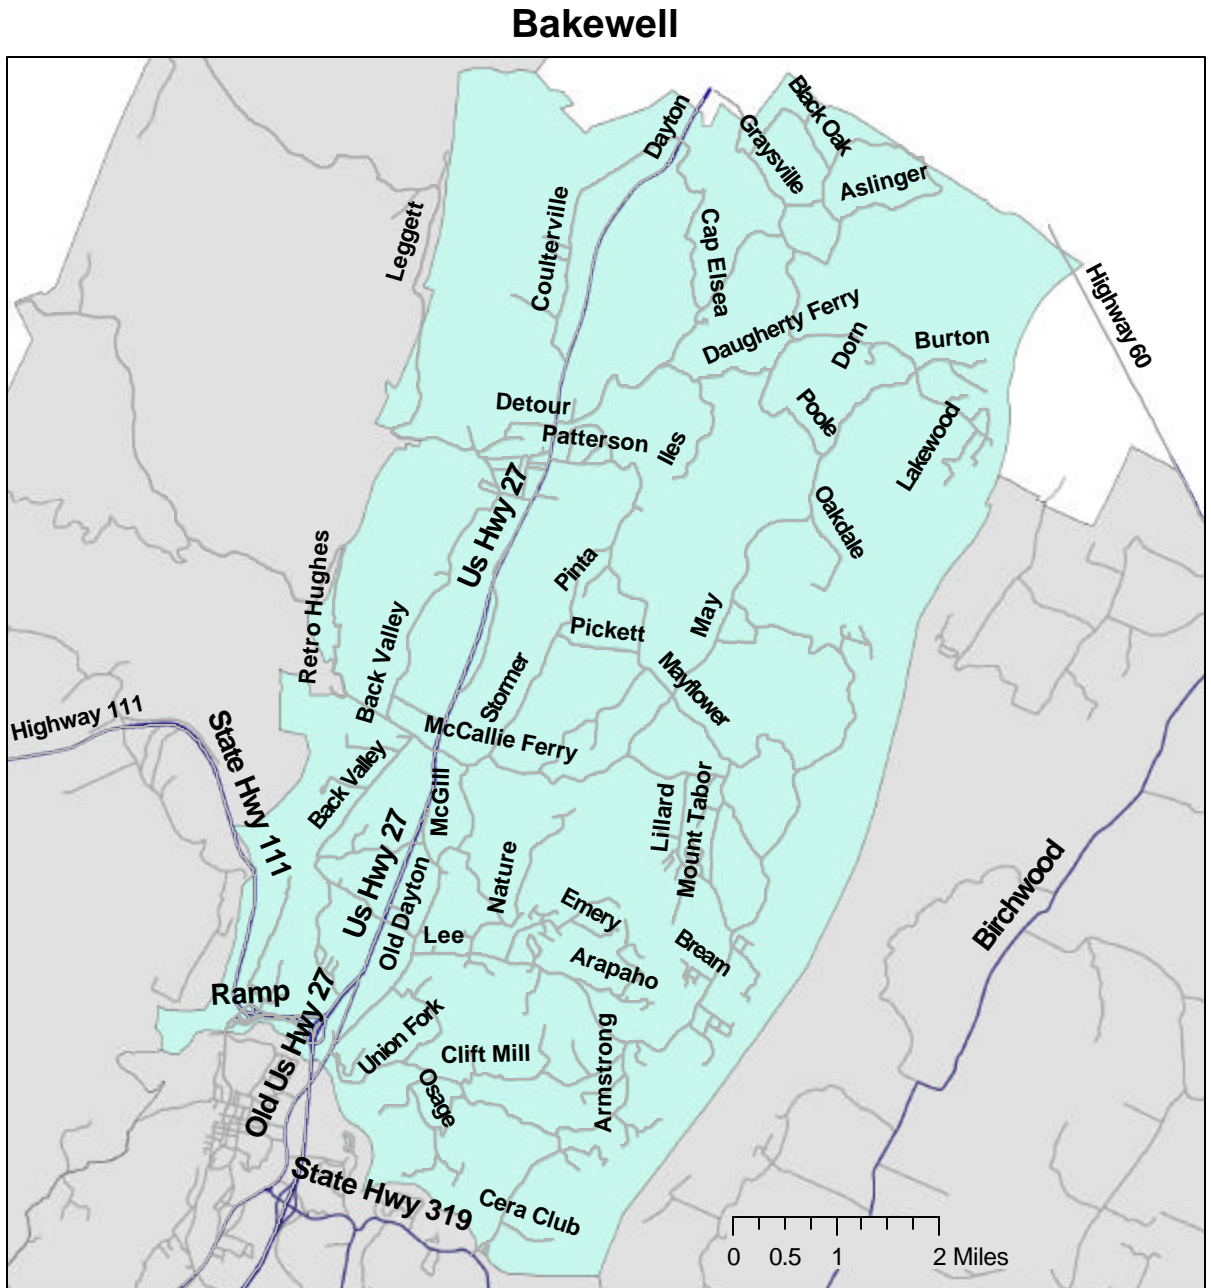 Bakewell
Dayton
Black Oak
Graysville
Aslinger
Leggett
Coulterville
Cap Elsea
Highway 60
Daugherty Ferry
Dorn
Burton
Detour
Patterson
Iles
Poole
Lakewood
Us Hwy 27
Oakdale
Pinta
Retro Hughes
Back Valley
Pickett
May
Stormer
Mayflower
Highway 111
State Hwy 111
McCallie Ferry
Back Valley
McGill
Lillard
Mount Tabor
Us Hwy 27
Old Dayton
Nature
Emery
Birchwood
Lee
Arapaho
Bream
Ramp
Old Us Hwy 27
Union Fork
Clift Mill
Armstrong
Osage
State Hwy 319
Cera Club
0 0.5 1 2 Miles